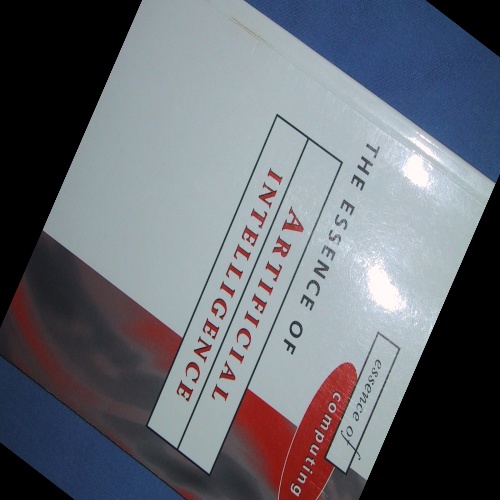 essence of
computing
THE ESSENCE OF
ARTIFICIAL
INTELLIGENCE